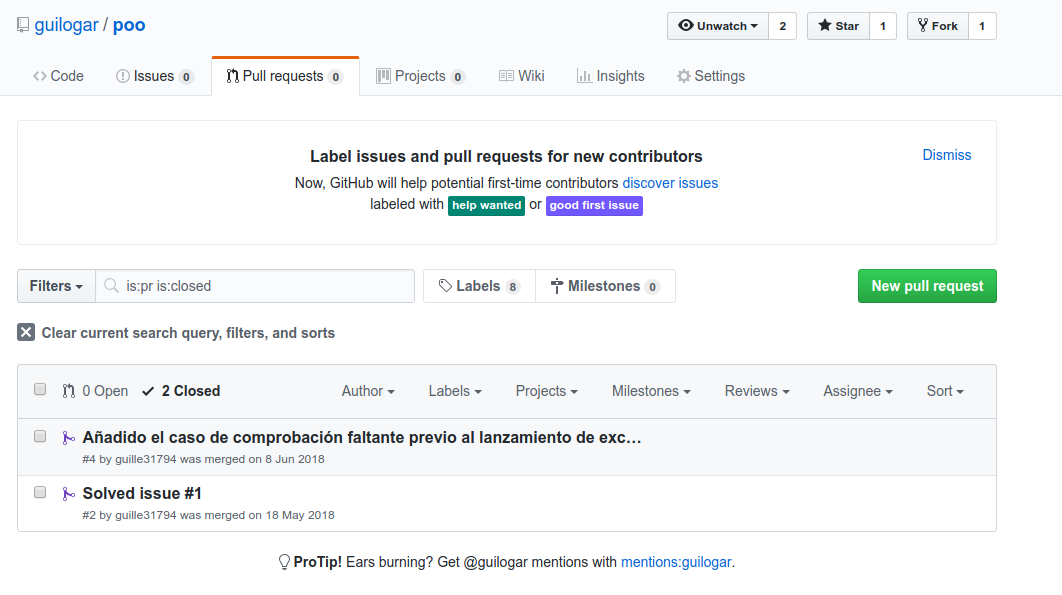 guilogar / poo
Unwatch 2 Star 1 Fork 1
Code Issues 0 Pull requests 0 Projects 0 Wiki Insights Settings
Label issues and pull requests for new contributors
Dismiss
Now, GitHub will help potential first-time contributors discover issues
labeled with help wanted or good first issue
Filters is:pr is:closed Labels 8 Milestones 0 New pull request
Clear current search query, filters, and sorts
0 Open 2 Closed Author Labels Projects Milestones Reviews Assignee Sort
Añadido el caso de comprobación faltante previo al lanzamiento de exc…
#4 by guille31794 was merged on 8 Jun 2018
Solved issue #1
#2 by guille31794 was merged on 18 May 2018
ProTip! Ears burning? Get @guilogar mentions with mentions:guilogar.